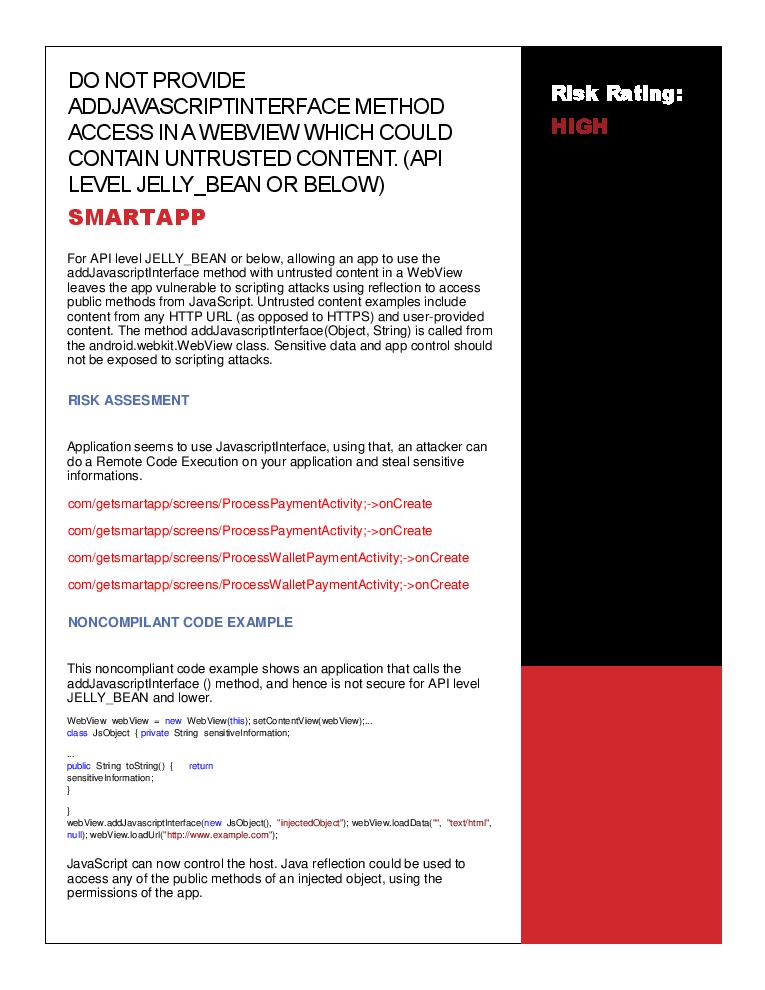 DO NOT PROVIDE
ADDJAVASCRIPTINTERFACE METHOD
ACCESS IN A WEBVIEW WHICH COULD
CONTAIN UNTRUSTED CONTENT. (API
LEVEL JELLY_BEAN OR BELOW)
SMARTAPP
For API level JELLY_BEAN or below, allowing an app to use the
addJavascriptInterface method with untrusted content in a WebView
leaves the app vulnerable to scripting attacks using reflection to access
public methods from JavaScript. Untrusted content examples include
content from any HTTP URL (as opposed to HTTPS) and user-provided
content. The method addJavascriptInterface(Object, String) is called from
the android.webkit.WebView class. Sensitive data and app control should
not be exposed to scripting attacks.
RISK ASSESMENT
Application seems to use JavascriptInterface, using that, an attacker can
do a Remote Code Execution on your application and steal sensitive
informations.
com/getsmartapp/screens/ProcessPaymentActivity;->onCreate
com/getsmartapp/screens/ProcessPaymentActivity;->onCreate
com/getsmartapp/screens/ProcessWalletPaymentActivity;->onCreate
com/getsmartapp/screens/ProcessWalletPaymentActivity;->onCreate
NONCOMPILANT CODE EXAMPLE
This noncompliant code example shows an application that calls the
addJavascriptInterface () method, and hence is not secure for API level
JELLY_BEAN and lower.
WebView webView = new WebView(this); setContentView(webView);...
class JsObject { private String sensitiveInformation;
...
public String toString() { return
sensitiveInformation;
}
}
webView.addJavascriptInterface(new JsObject(), "injectedObject"); webView.loadData("", "text/html",
null); webView.loadUrl("http://www.example.com");
JavaScript can now control the host. Java reflection could be used to
access any of the public methods of an injected object, using the
permissions of the app.
Risk Rating:
HIGH